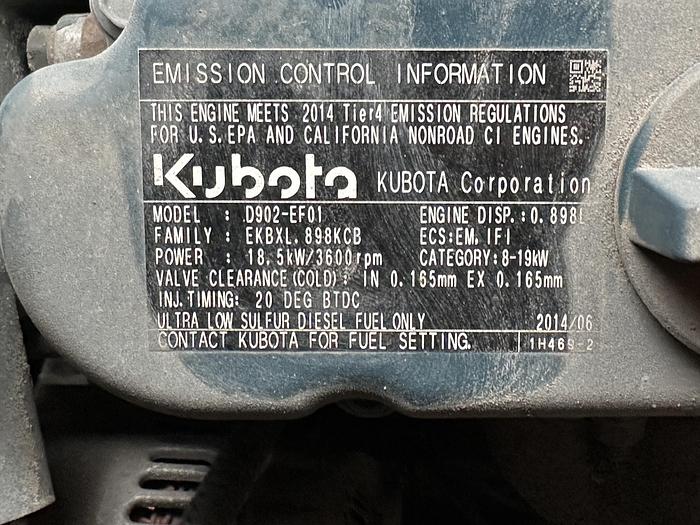 EMISSION CONTROL INFORMATION
THIS ENGINE MEETS 2014 Tier4 EMISSION REGULATIONS
FOR U.S.EPA AND CALIFORNIA NONROAD CI ENGINES.
Kubota KUBOTA Corporation
MODEL : D902-EF01 ENGINE DISP.:0.898L
FAMILY : EKBXL.898KCB ECS:EM,IFI
POWER : 18.5kW/3600rpm CATEGORY:8-19kW
VALVE CLEARANCE(COLD): IN 0.165mm EX 0.165mm
INJ.TIMING: 20 DEG BTDC
ULTRA LOW SULFUR DIESEL FUEL ONLY 2014/06
CONTACT KUBOTA FOR FUEL SETTING. 1H469-2